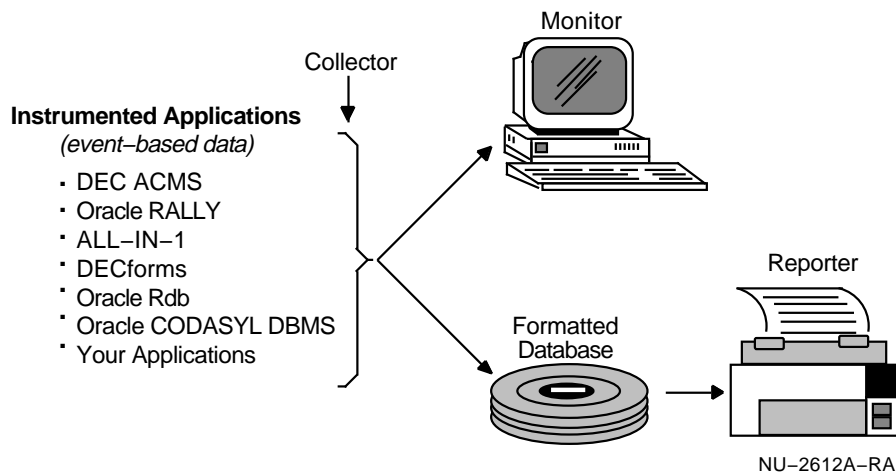 Monitor
Collector
Instrumented Applications
(event–based data)
· DEC ACMS
· Oracle RALLY
· ALL–IN–1
· DECforms
· Oracle Rdb
· Oracle CODASYL DBMS
· Your Applications
Formatted
Database
Reporter
NU–2612A–RA